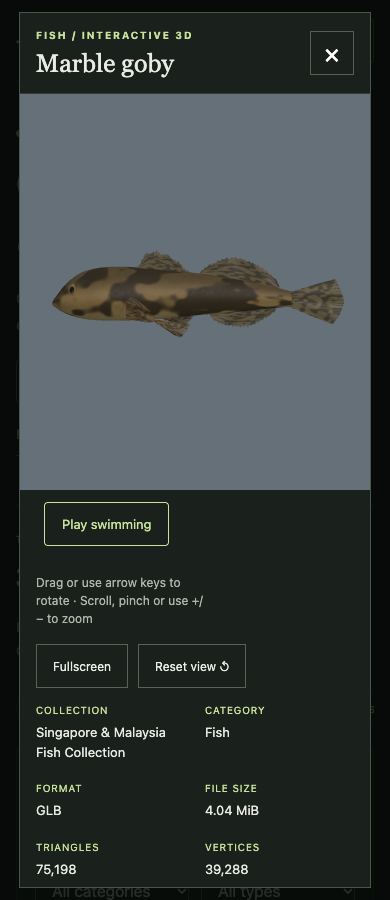 FISH / INTERACTIVE 3D
Marble goby
×
Play swimming
Drag or use arrow keys to
rotate · Scroll, pinch or use +/
− to zoom
Fullscreen
Reset view ↺
COLLECTION
Singapore & Malaysia
Fish Collection
CATEGORY
Fish
FORMAT
GLB
FILE SIZE
4.04 MiB
TRIANGLES
75,198
VERTICES
39,288
All categories
All types